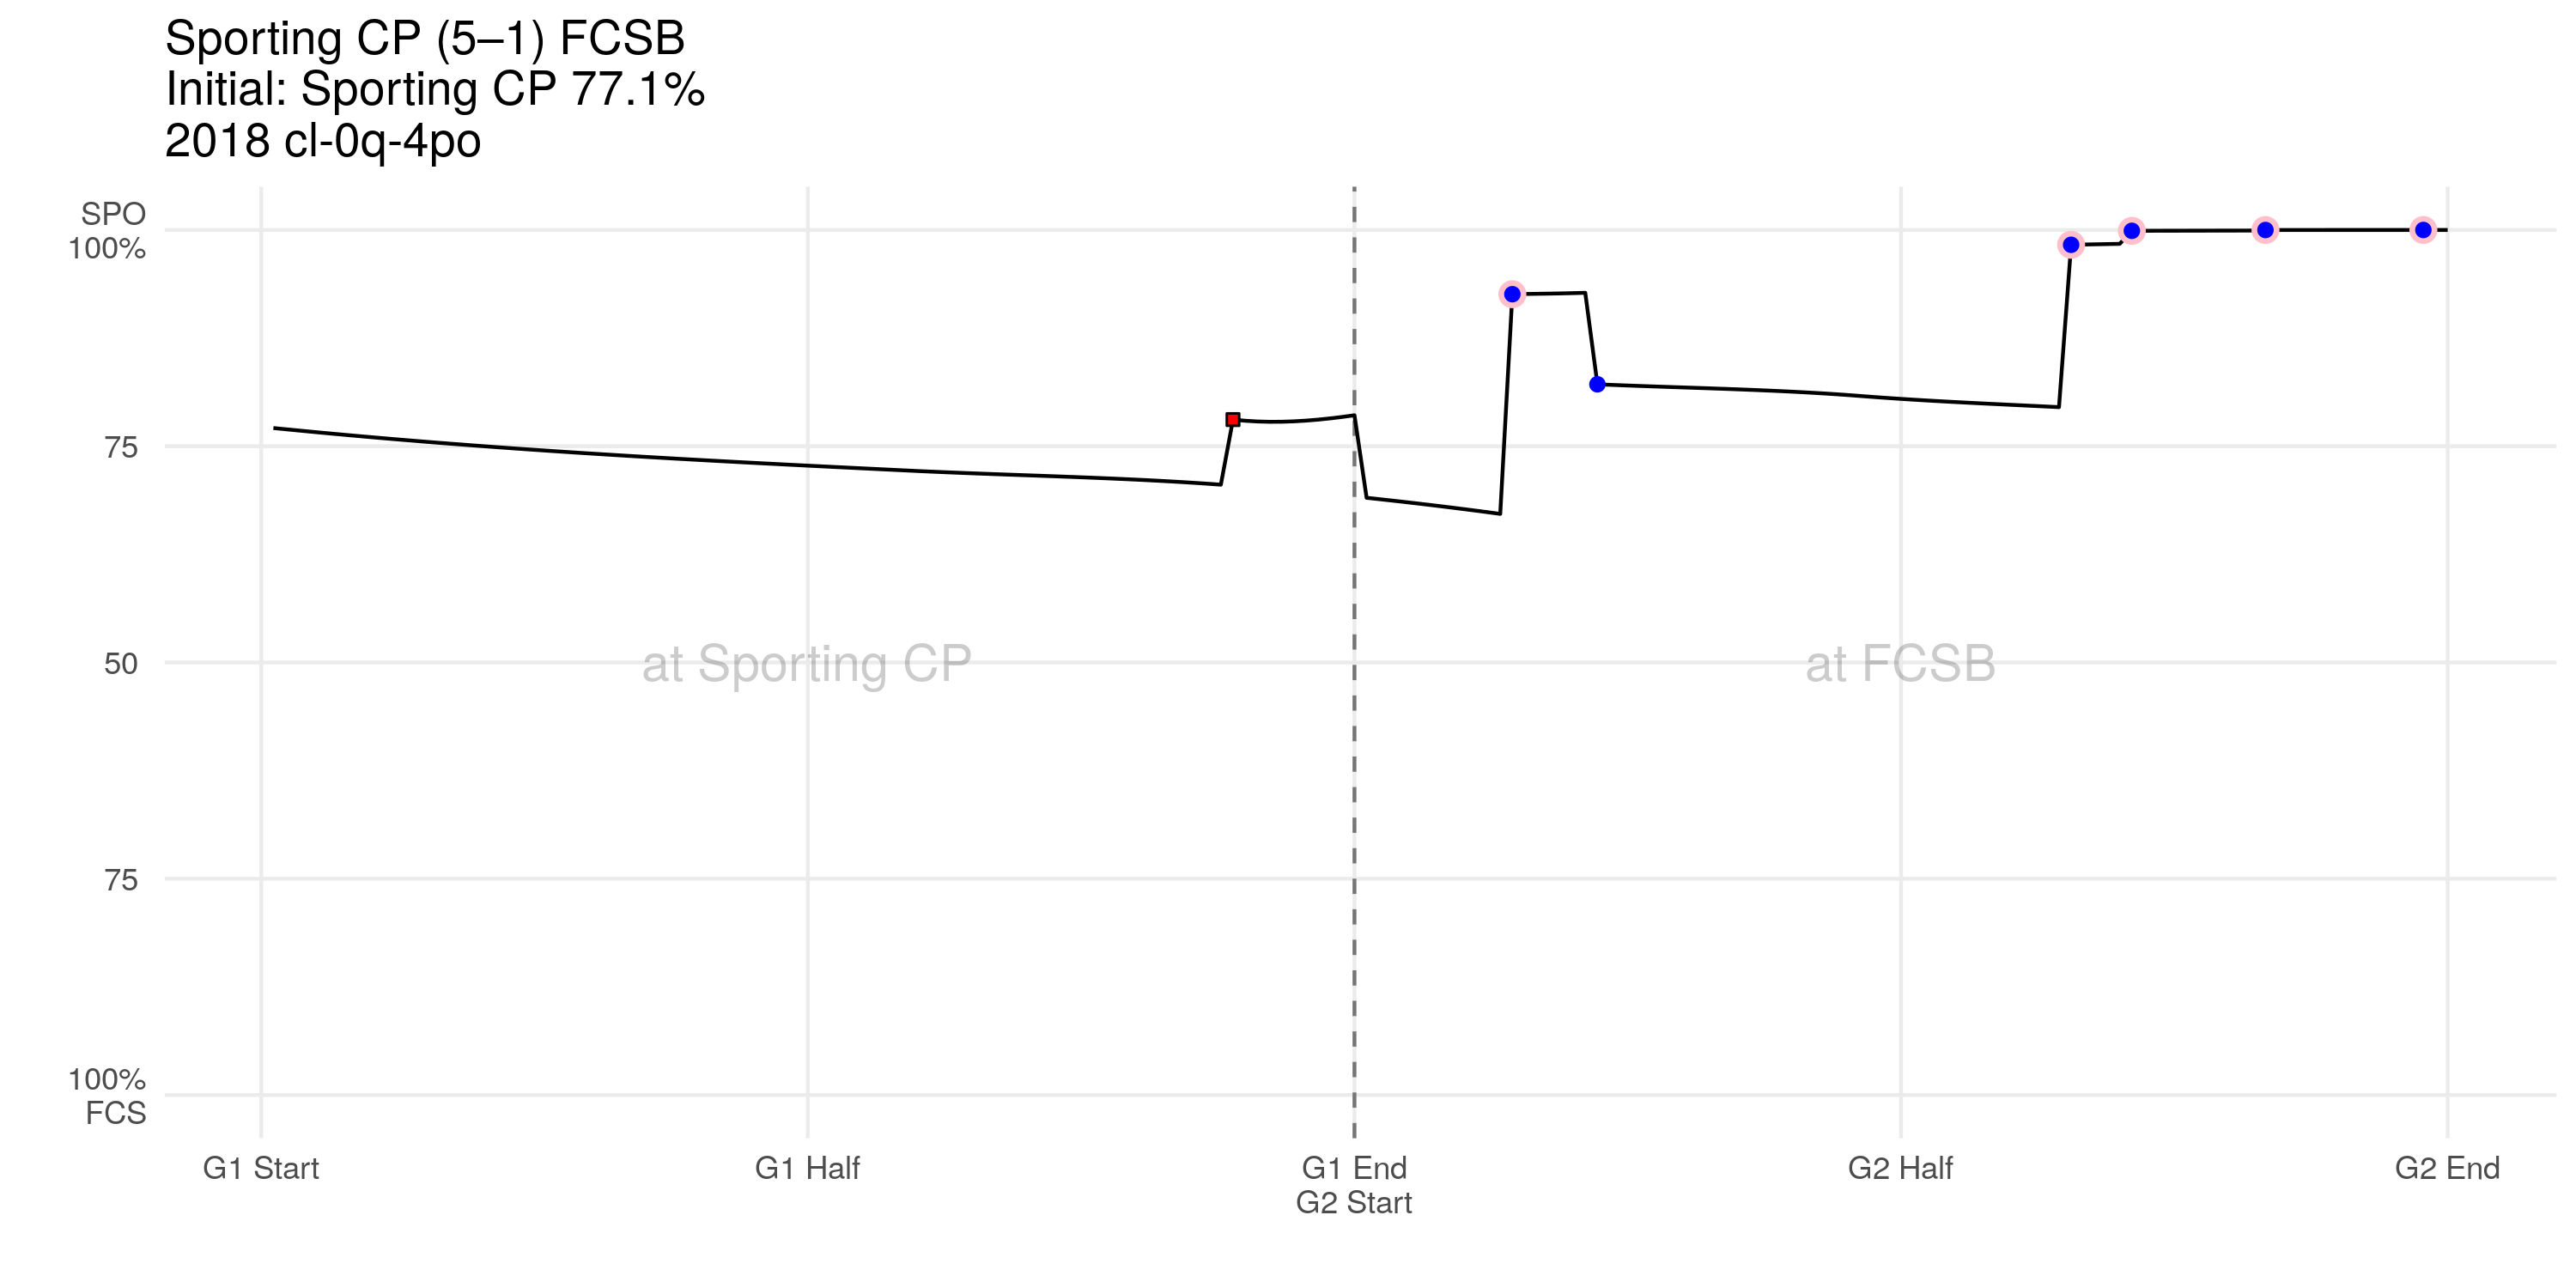 Sporting CP (5–1) FCSB
Initial: Sporting CP 77.1%
2018 cl-0q-4po
SPO
100%
75
50
75
100%
FCS
at Sporting CP
at FCSB
G1 Start
G1 Half
G1 End
G2 Start
G2 Half
G2 End